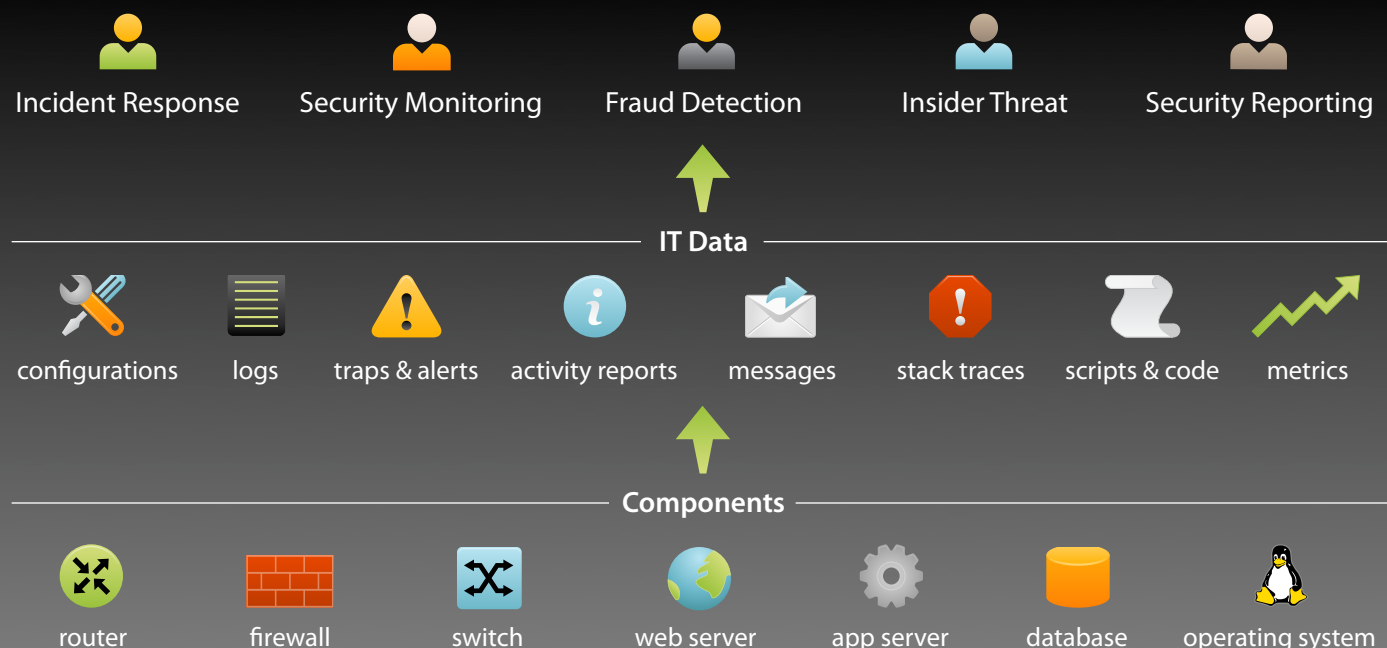 Incident Response
Security Monitoring
Fraud Detection
Insider Threat
Security Reporting
IT Data
configurations
logs
traps & alerts
activity reports
messages
stack traces
scripts & code
metrics
Components
router
firewall
switch
web server
app server
database
operating system